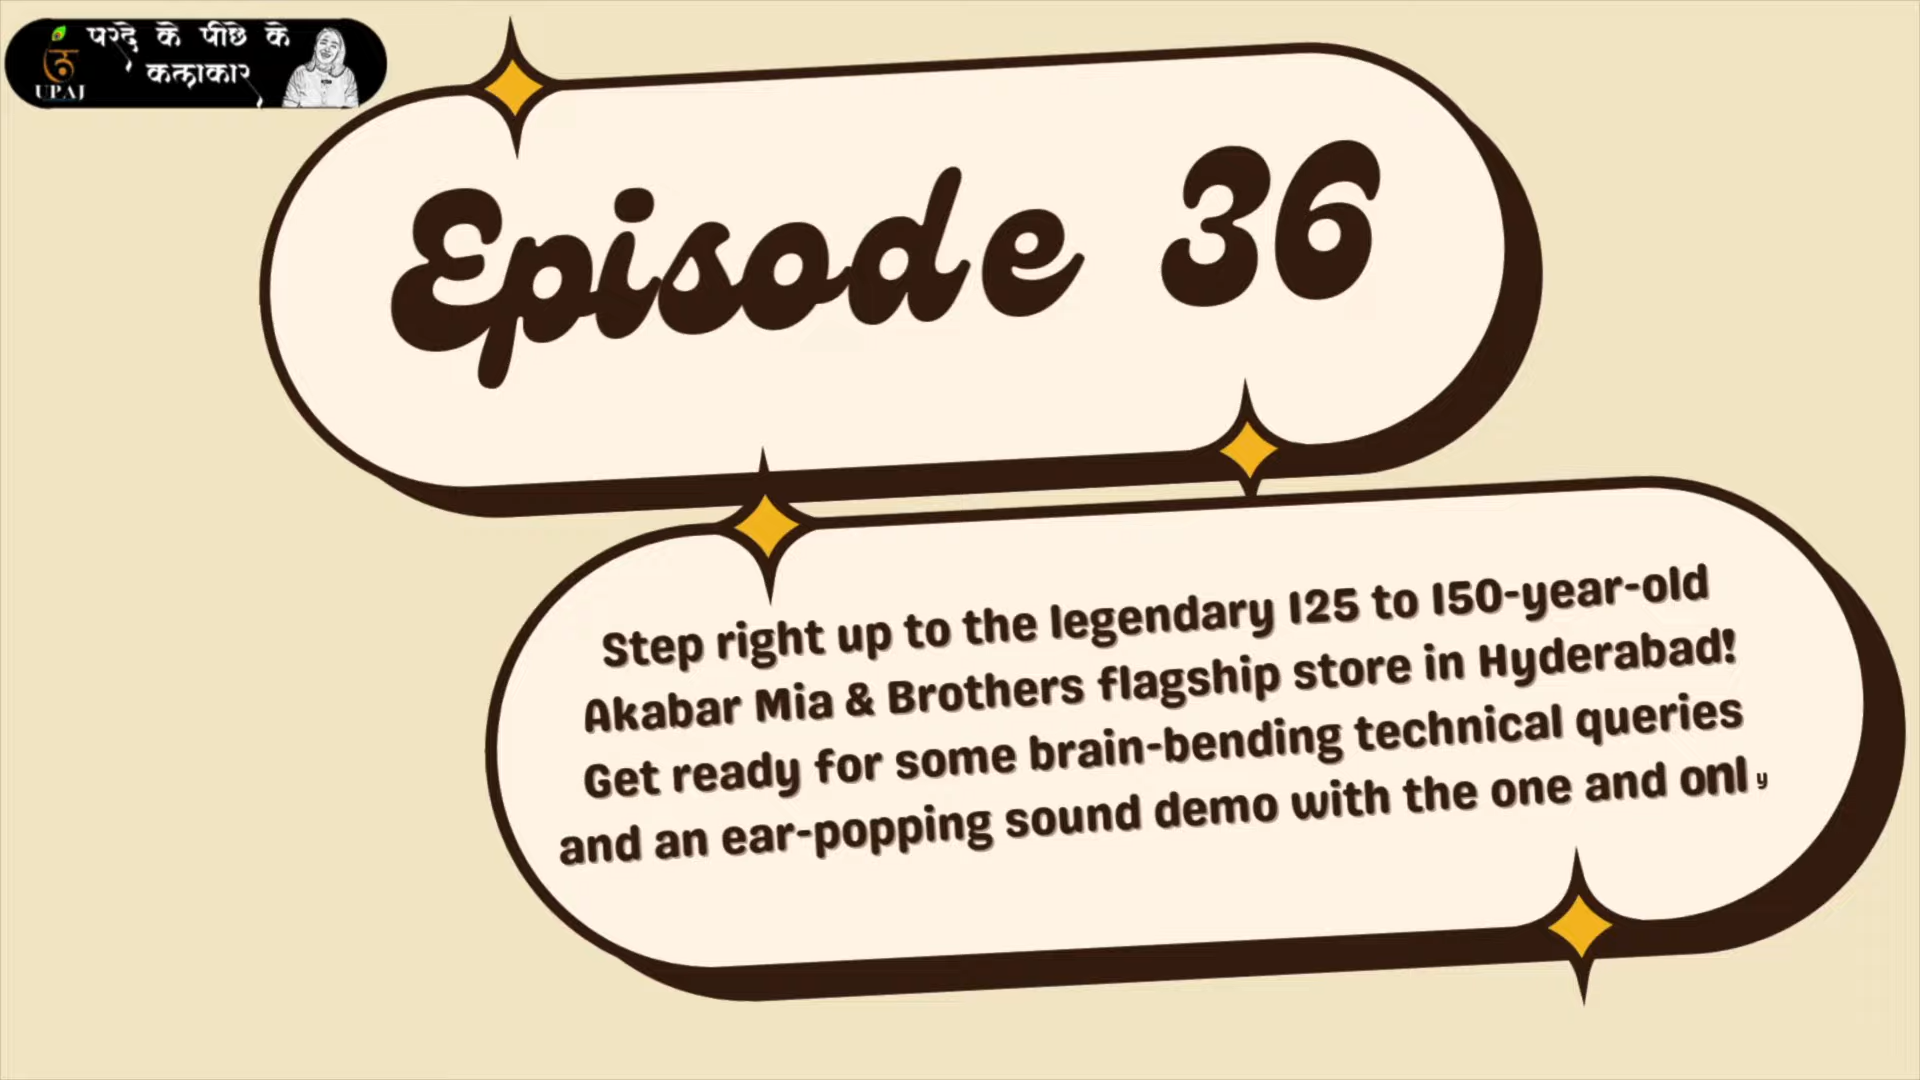 परदे के पीछे के
कलाकार
उ
UPAJ
Episode 36
Step right up to the legendary 125 to 150-year-old
Akabar Mia & Brothers flagship store in Hyderabad!
Get ready for some brain-bending technical queries
and an ear-popping sound demo with the one and only